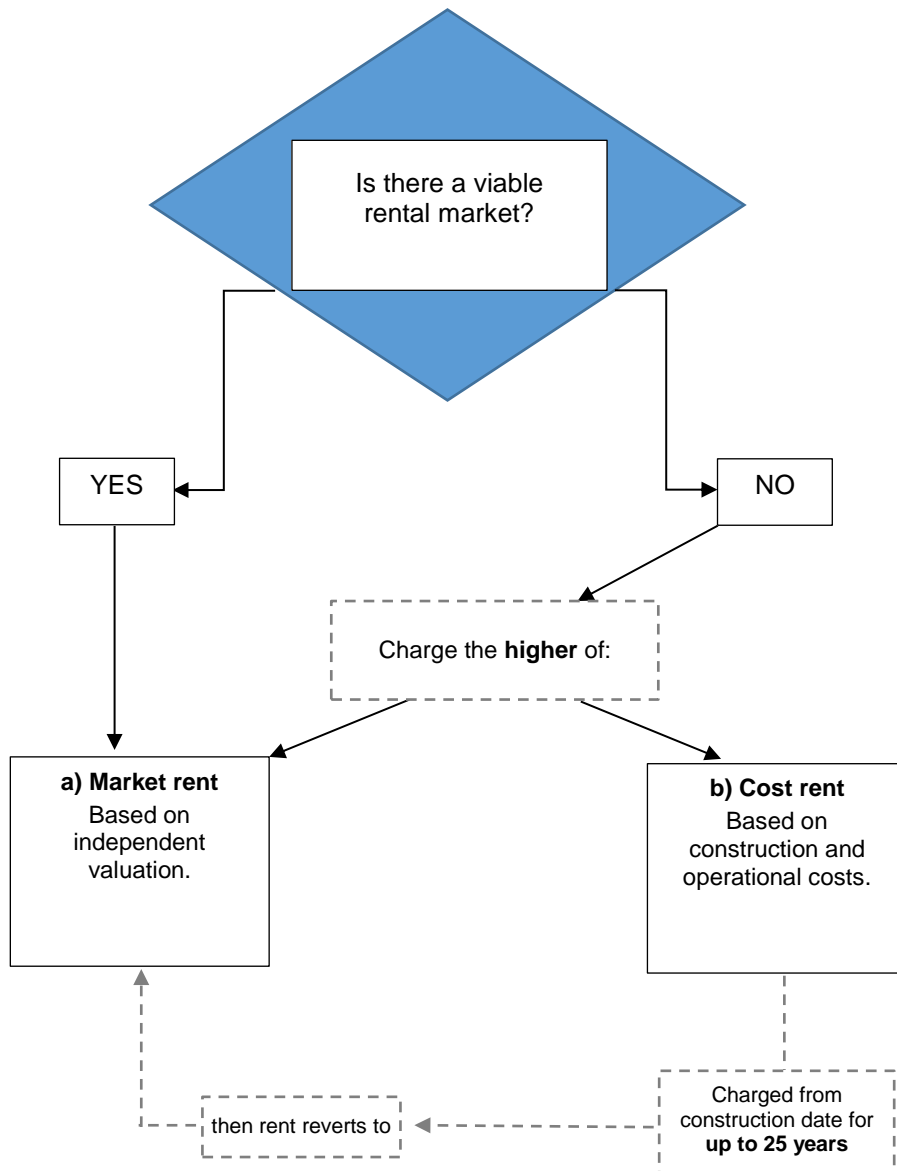 Is there a viable
rental market?
YES
NO
Charge the higher of:
a) Market rent
Based on
independent
valuation.
b) Cost rent
Based on
construction and
operational costs.
Charged from
construction date for
up to 25 years
then rent reverts to